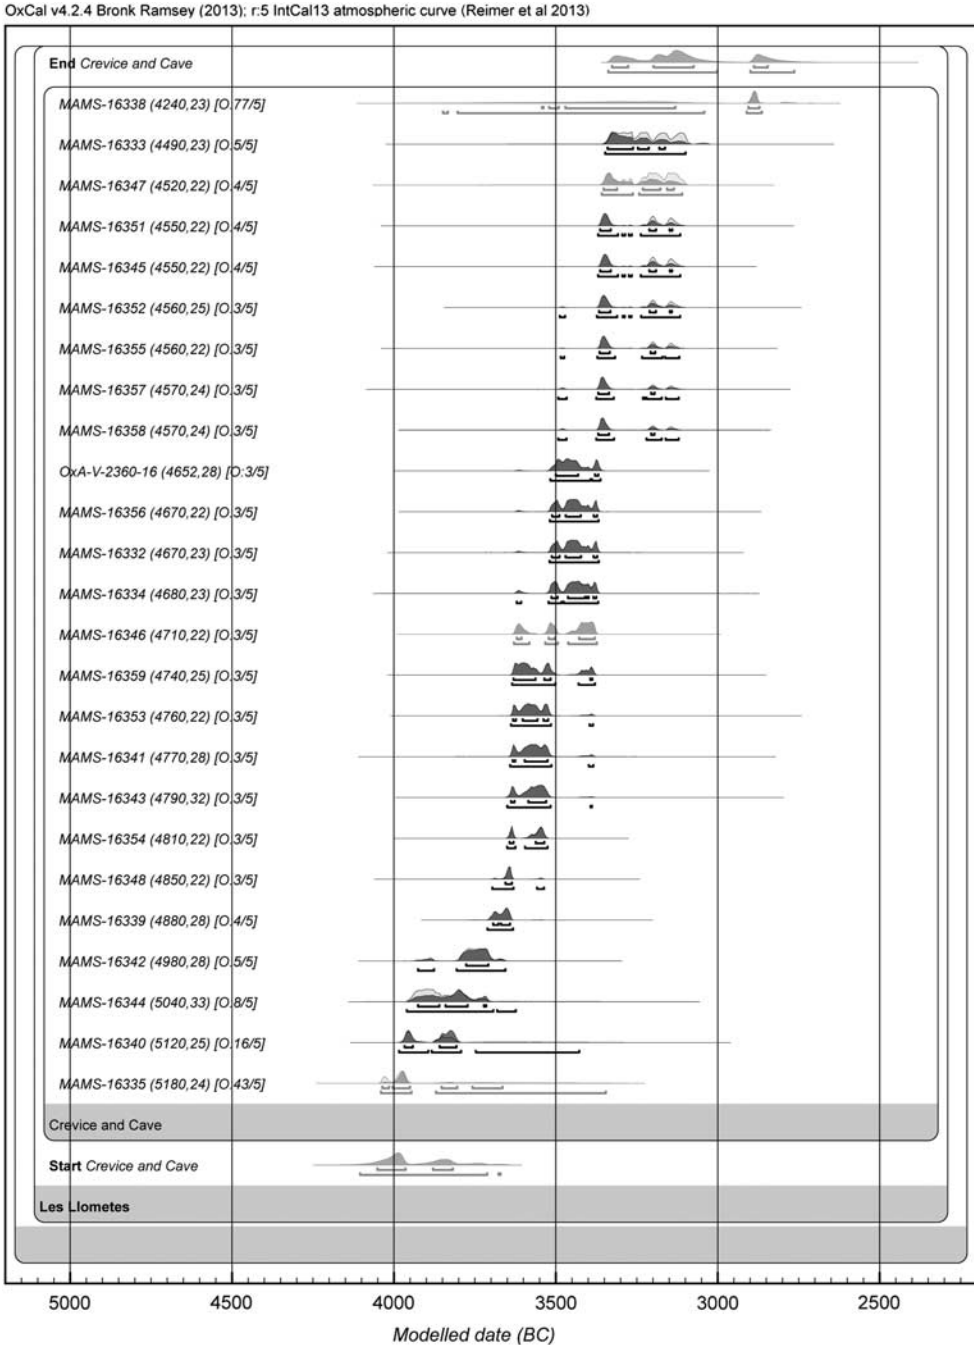 OxCal v4.2.4 Bronk Ramsey (2013); r:5 IntCal13 atmospheric curve (Reimer et al 2013)
End Crevice and Cave
MAMS-16338 (4240,23) [O.77/5]
MAMS-16333 (4490,23) [O.5/5]
MAMS-16347 (4520,22) [O.4/5]
MAMS-16351 (4550,22) [O.4/5]
MAMS-16345 (4550,22) [O.4/5]
MAMS-16352 (4560,25) [O.3/5]
MAMS-16355 (4560,22) [O.3/5]
MAMS-16357 (4570,24) [O.3/5]
MAMS-16358 (4570,24) [O.3/5]
OxA-V-2360-16 (4652,28) [O:3/5]
MAMS-16356 (4670,22) [O.3/5]
MAMS-16332 (4670,23) [O.3/5]
MAMS-16334 (4680,23) [O.3/5]
MAMS-16346 (4710,22) [O.3/5]
MAMS-16359 (4740,25) [O.3/5]
MAMS-16353 (4760,22) [O.3/5]
MAMS-16341 (4770,28) [O.3/5]
MAMS-16343 (4790,32) [O.3/5]
MAMS-16354 (4810,22) [O.3/5]
MAMS-16348 (4850,22) [O.3/5]
MAMS-16339 (4880,28) [O.4/5]
MAMS-16342 (4980,28) [O.5/5]
MAMS-16344 (5040,33) [O.8/5]
MAMS-16340 (5120,25) [O.16/5]
MAMS-16335 (5180,24) [O.43/5]
Crevice and Cave
Start Crevice and Cave
Les Llometes
5000 4500 4000 3500 3000 2500
Modelled date (BC)